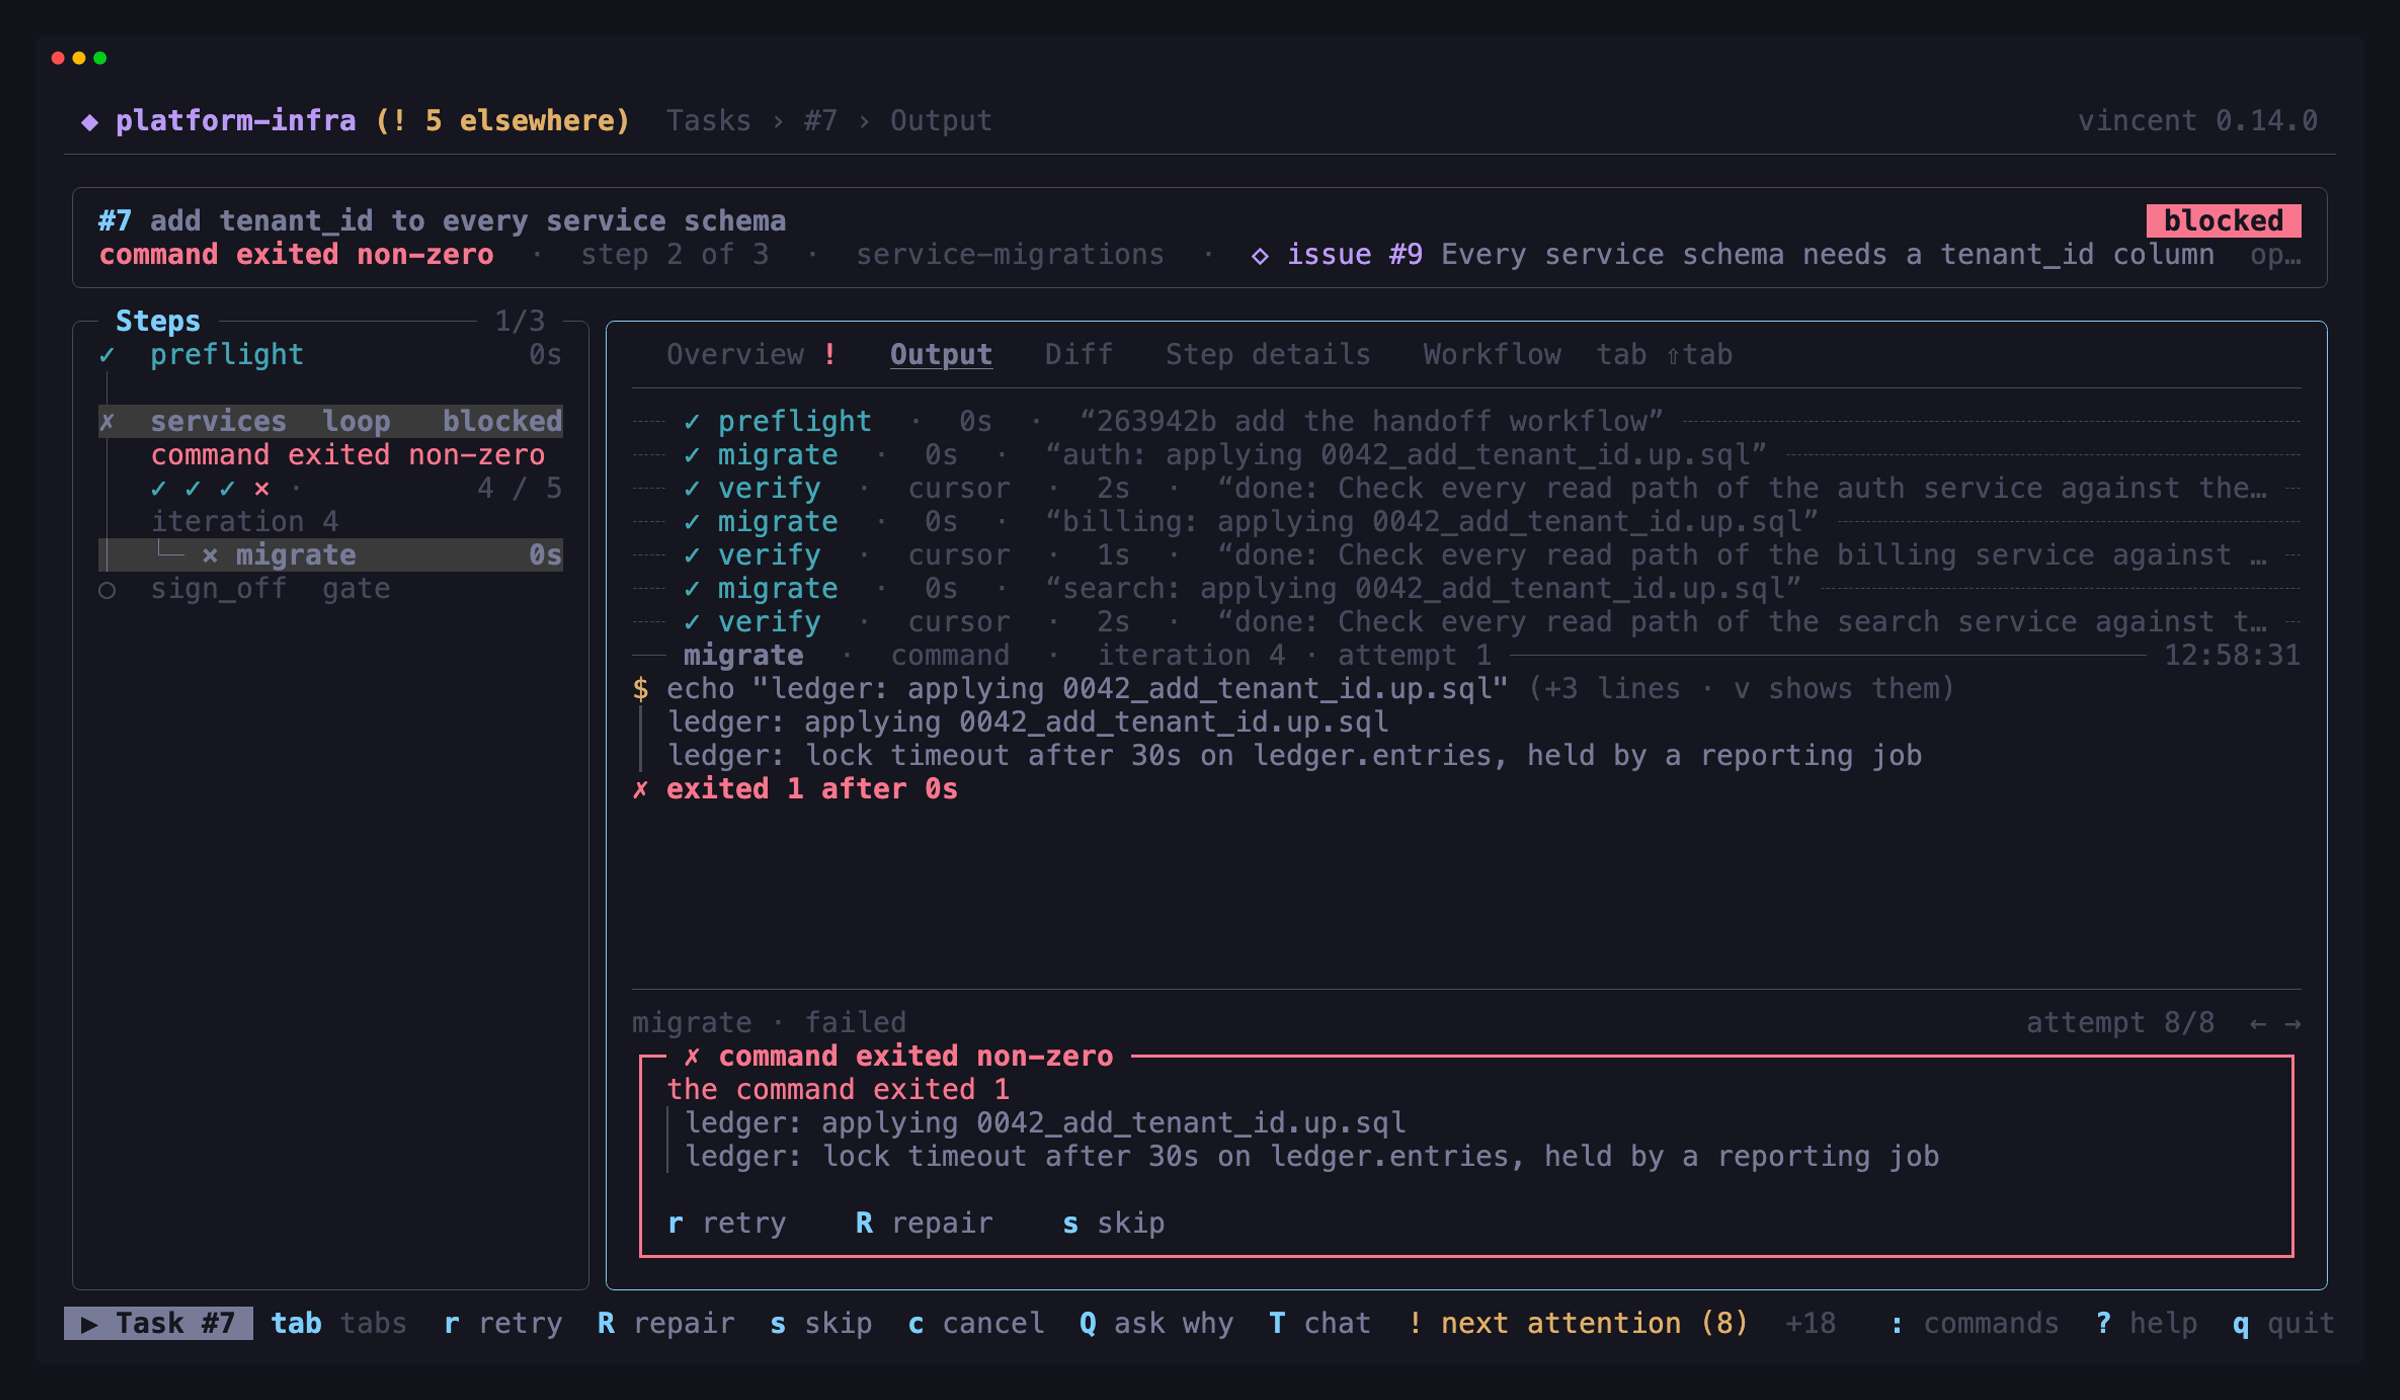 ◆ platform-infra (! 5 elsewhere)  Tasks › #7 › Output  vincent 0.14.0
#7 add tenant_id to every service schema  blocked
command exited non-zero · step 2 of 3 · service-migrations · ◇ issue #9 Every service schema needs a tenant_id column  op…
Steps  1/3
✓ preflight  0s
✗ services  loop  blocked
command exited non-zero
✓ ✓ ✓ × ·  4 / 5
iteration 4
└─ × migrate  0s
○ sign_off  gate
Overview !  Output  Diff  Step details  Workflow  tab ⇧tab
✓ preflight · 0s · “263942b add the handoff workflow”
✓ migrate · 0s · “auth: applying 0042_add_tenant_id.up.sql”
✓ verify · cursor · 2s · “done: Check every read path of the auth service against the…
✓ migrate · 0s · “billing: applying 0042_add_tenant_id.up.sql”
✓ verify · cursor · 1s · “done: Check every read path of the billing service against …
✓ migrate · 0s · “search: applying 0042_add_tenant_id.up.sql”
✓ verify · cursor · 2s · “done: Check every read path of the search service against t…
migrate · command · iteration 4 · attempt 1  12:58:31
$ echo "ledger: applying 0042_add_tenant_id.up.sql" (+3 lines · v shows them)
ledger: applying 0042_add_tenant_id.up.sql
ledger: lock timeout after 30s on ledger.entries, held by a reporting job
✗ exited 1 after 0s
migrate · failed  attempt 8/8  ← →
✗ command exited non-zero
the command exited 1
ledger: applying 0042_add_tenant_id.up.sql
ledger: lock timeout after 30s on ledger.entries, held by a reporting job
r retry  R repair  s skip
▶ Task #7  tab tabs  r retry  R repair  s skip  c cancel  Q ask why  T chat  ! next attention (8)  +18  : commands  ? help  q quit